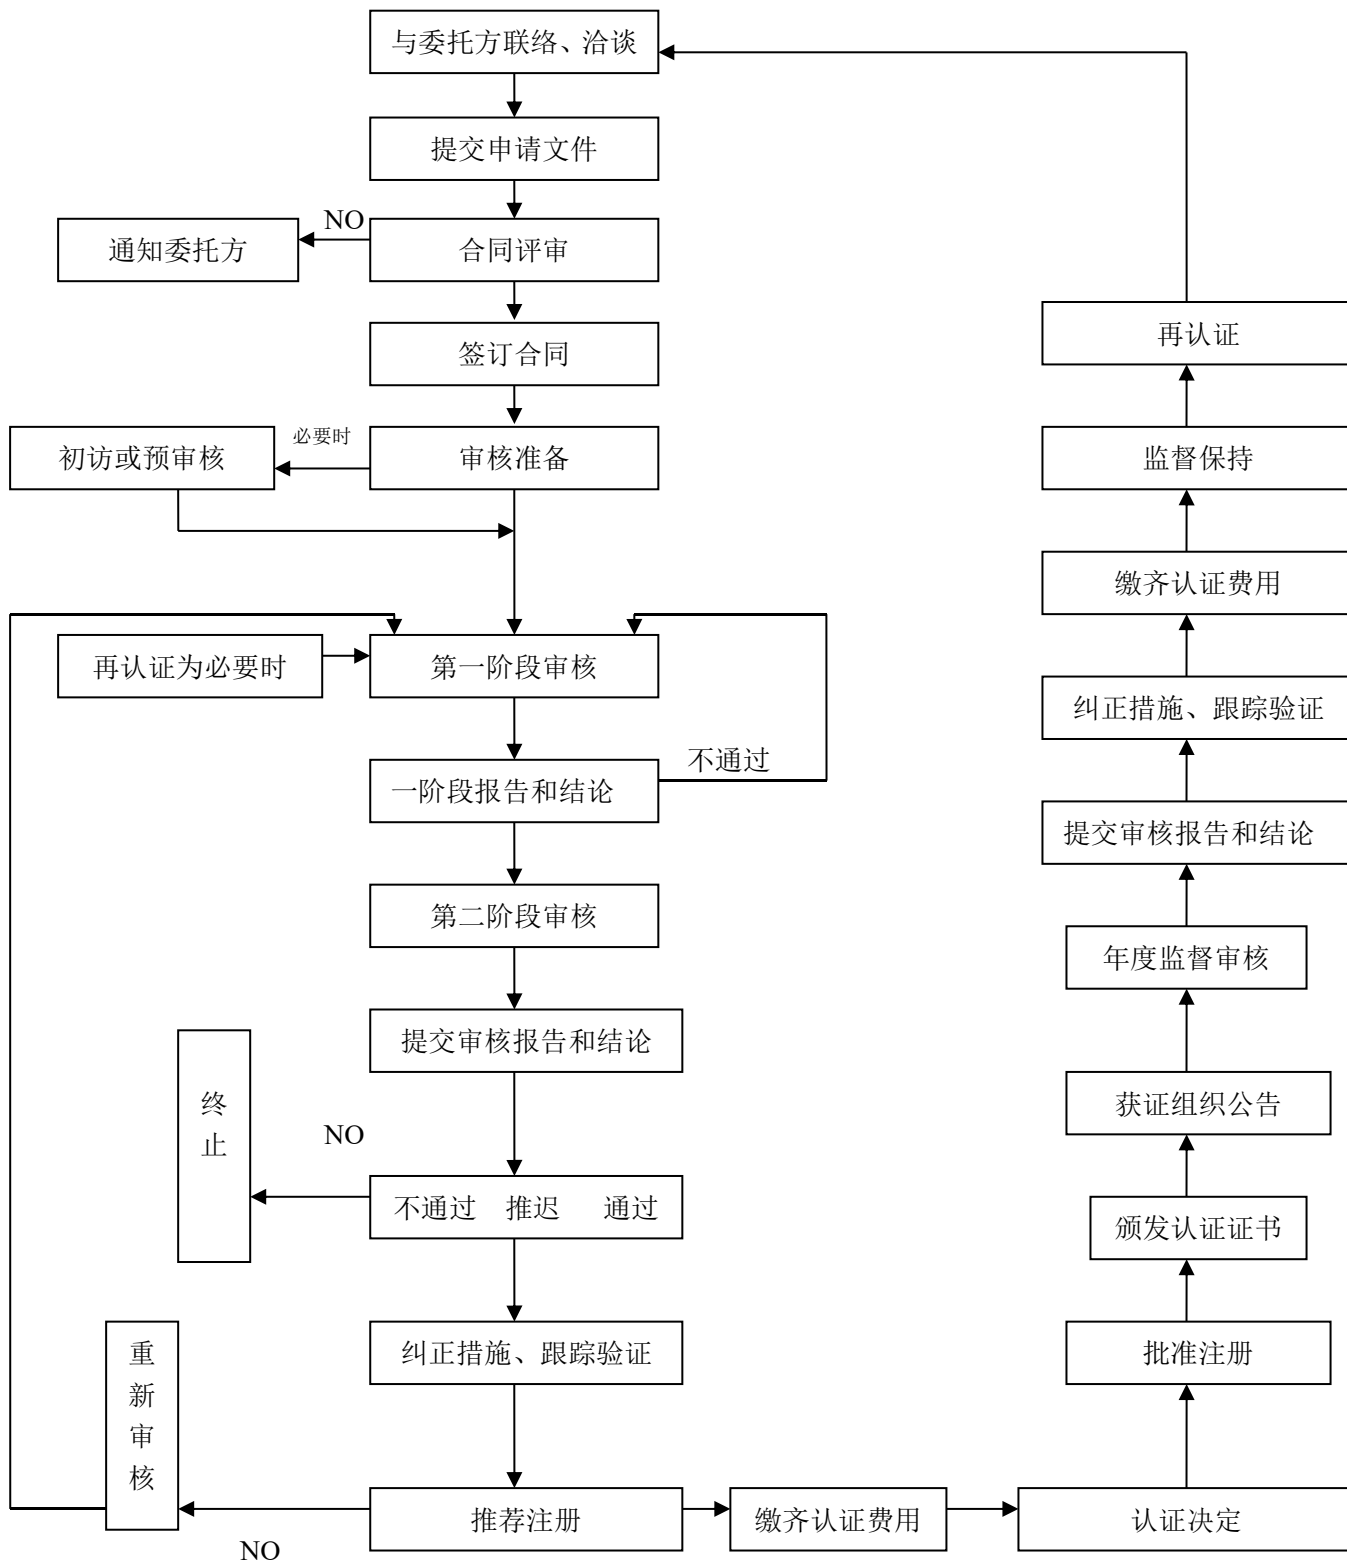 与委托方联络、洽谈
提交申请文件
NO
通知委托方
合同评审
再认证
签订合同
必要时
初访或预审核
审核准备
监督保持
缴齐认证费用
再认证为必要时
第一阶段审核
纠正措施、跟踪验证
不通过
一阶段报告和结论
提交审核报告和结论
第二阶段审核
年度监督审核
提交审核报告和结论
终
止
NO
获证组织公告
不通过 推迟 通过
颁发认证证书
重
新
审
核
纠正措施、跟踪验证
批准注册
推荐注册
缴齐认证费用
认证决定
NO